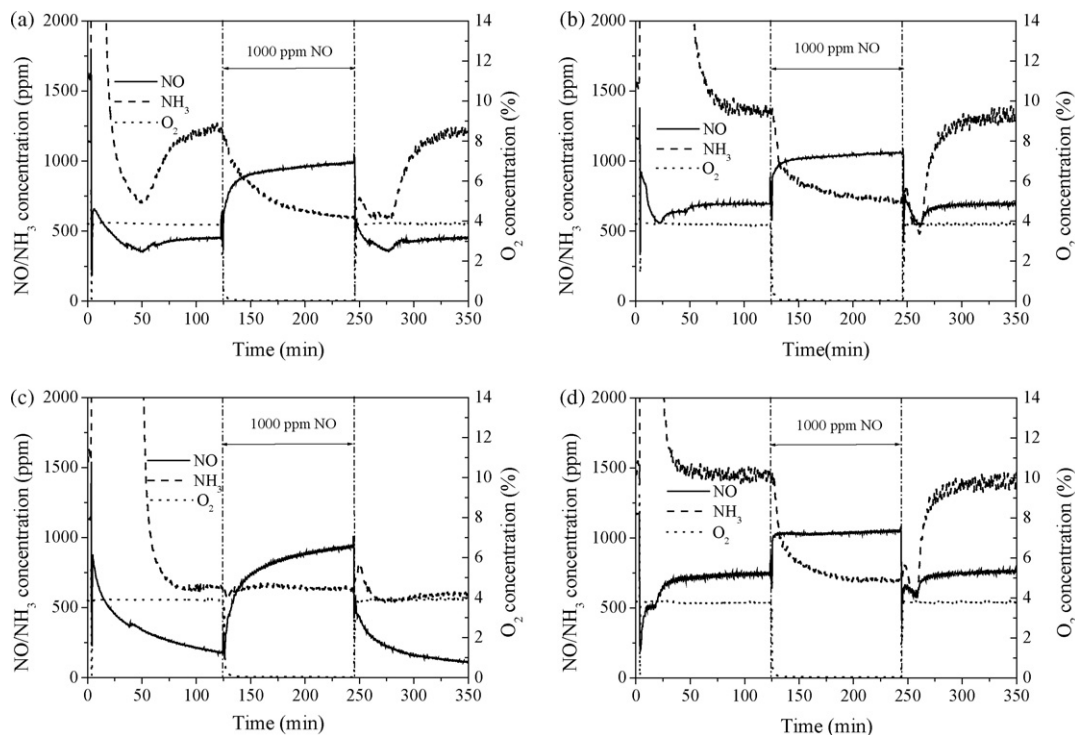 (a)
2000
1500
1000
500
0
NO/NH₃ concentration (ppm)
1000 ppm NO
NO
NH₃
O₂
14
12
10
8
6
4
2
0
O₂ concentration (%)
0 50 100 150 200 250 300 350
Time (min)
(b)
2000
1500
1000
500
0
NO/NH₃ concentration (ppm)
1000 ppm NO
NO
NH₃
O₂
14
12
10
8
6
4
2
0
O₂ concentration (%)
0 50 100 150 200 250 300 350
Time(min)
(c)
2000
1500
1000
500
0
NO/NH₃ concentration (ppm)
1000 ppm NO
NO
NH₃
O₂
14
12
10
8
6
4
2
0
O₂ concentration (%)
0 50 100 150 200 250 300 350
Time (min)
(d)
2000
1500
1000
500
0
NO/NH₃ concentration (ppm)
1000 ppm NO
NO
NH₃
O₂
14
12
10
8
6
4
2
0
O₂ concentration (%)
0 50 100 150 200 250 300 350
Time (min)